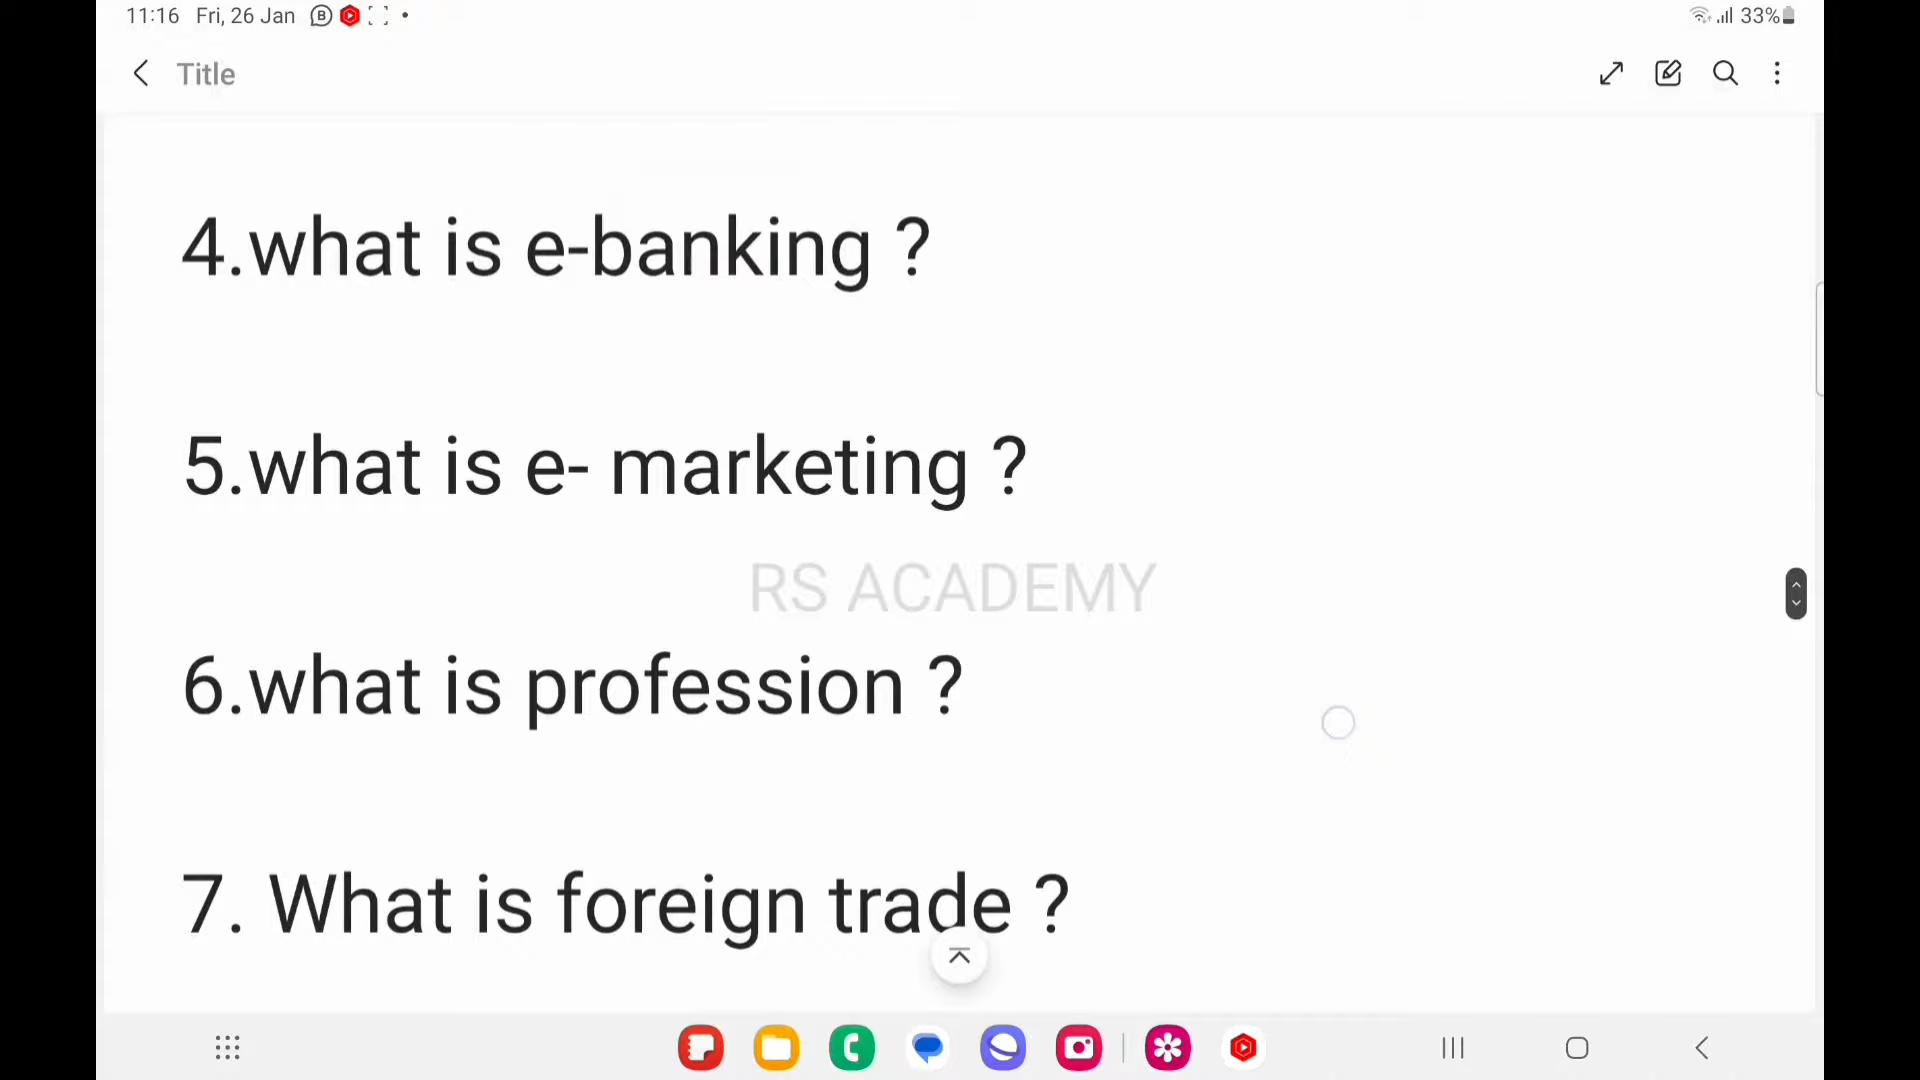 11:16 Fri, 26 Jan
33%
Title
4.what is e-banking ?
5.what is e- marketing ?
RS ACADEMY
6.what is profession ?
7. What is foreign trade ?